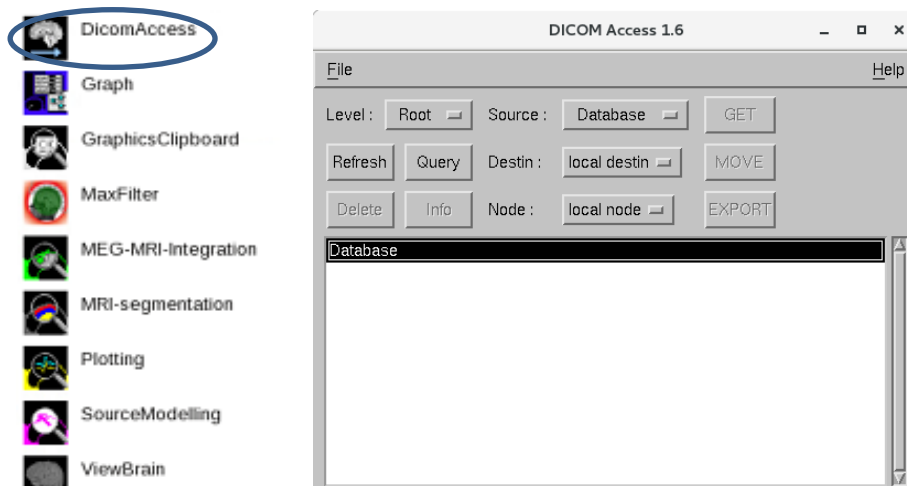 DicomAccess
Graph
GraphicsClipboard
MaxFilter
MEG-MRI-Integration
MRI-segmentation
Plotting
SourceModelling
ViewBrain
DICOM Access 1.6
File Help
Level : Root Source : Database GET
Refresh Query Destin : local destin MOVE
Delete Info Node : local node EXPORT
Database